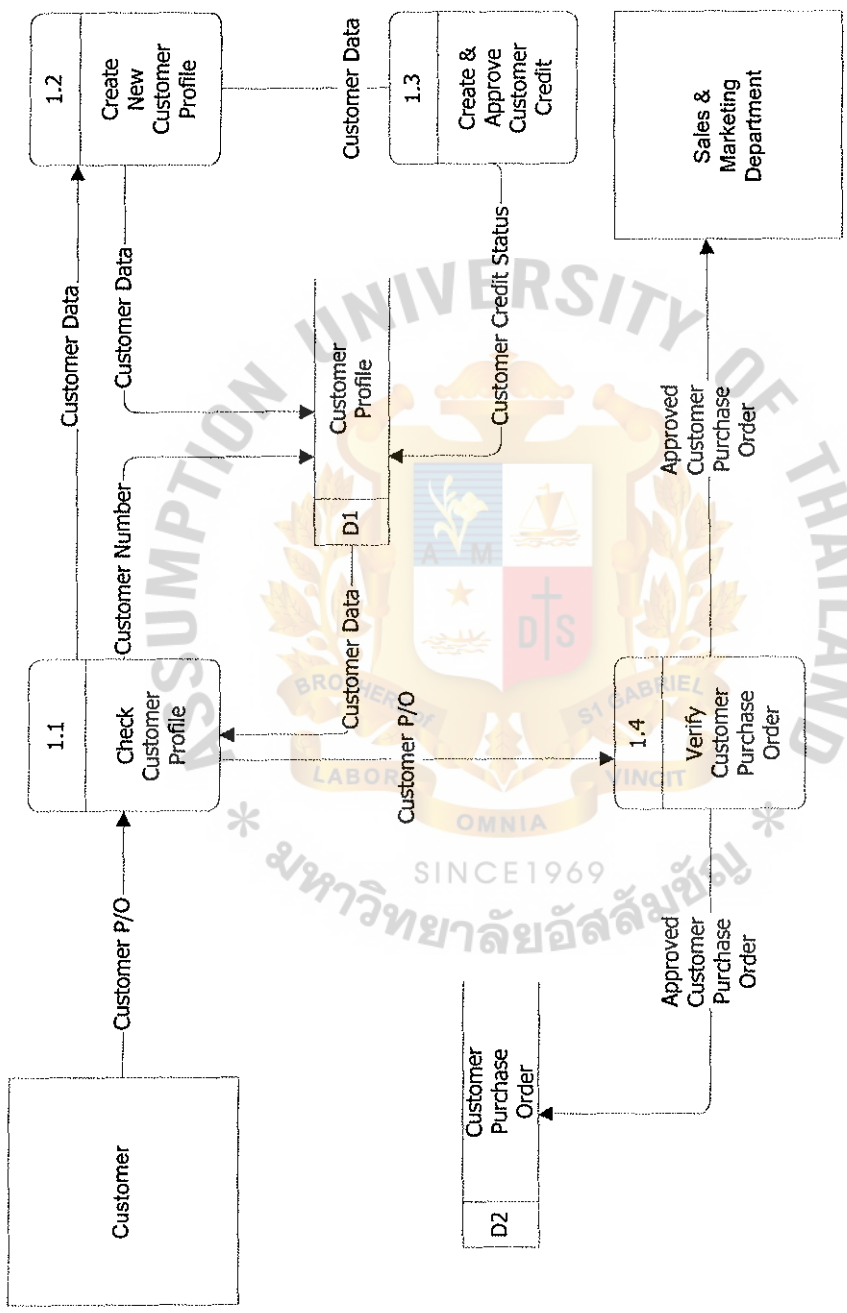 Customer
Customer P/O
1.1
Check
Customer
Profile
Customer Data
1.2
Create
New
Customer
Profile
Customer Number
Customer Data
Customer Data
D1
Customer
Profile
Customer Data
1.3
Create &
Approve
Customer
Credit
Customer Credit Status
Customer P/O
D2
Customer
Purchase
Order
Approved
Customer
Purchase
Order
1.4
Verify
Customer
Purchase
Order
Approved
Customer
Purchase
Order
Sales &
Marketing
Department
ASSUMPTION UNIVERSITY OF THAILAND
A M
D S
BROTHERS of
ST GABRIEL
LABOR
OMNIA
VINCIT
SINCE 1969
มหาวิทยาลัยอัสสัมชัญ